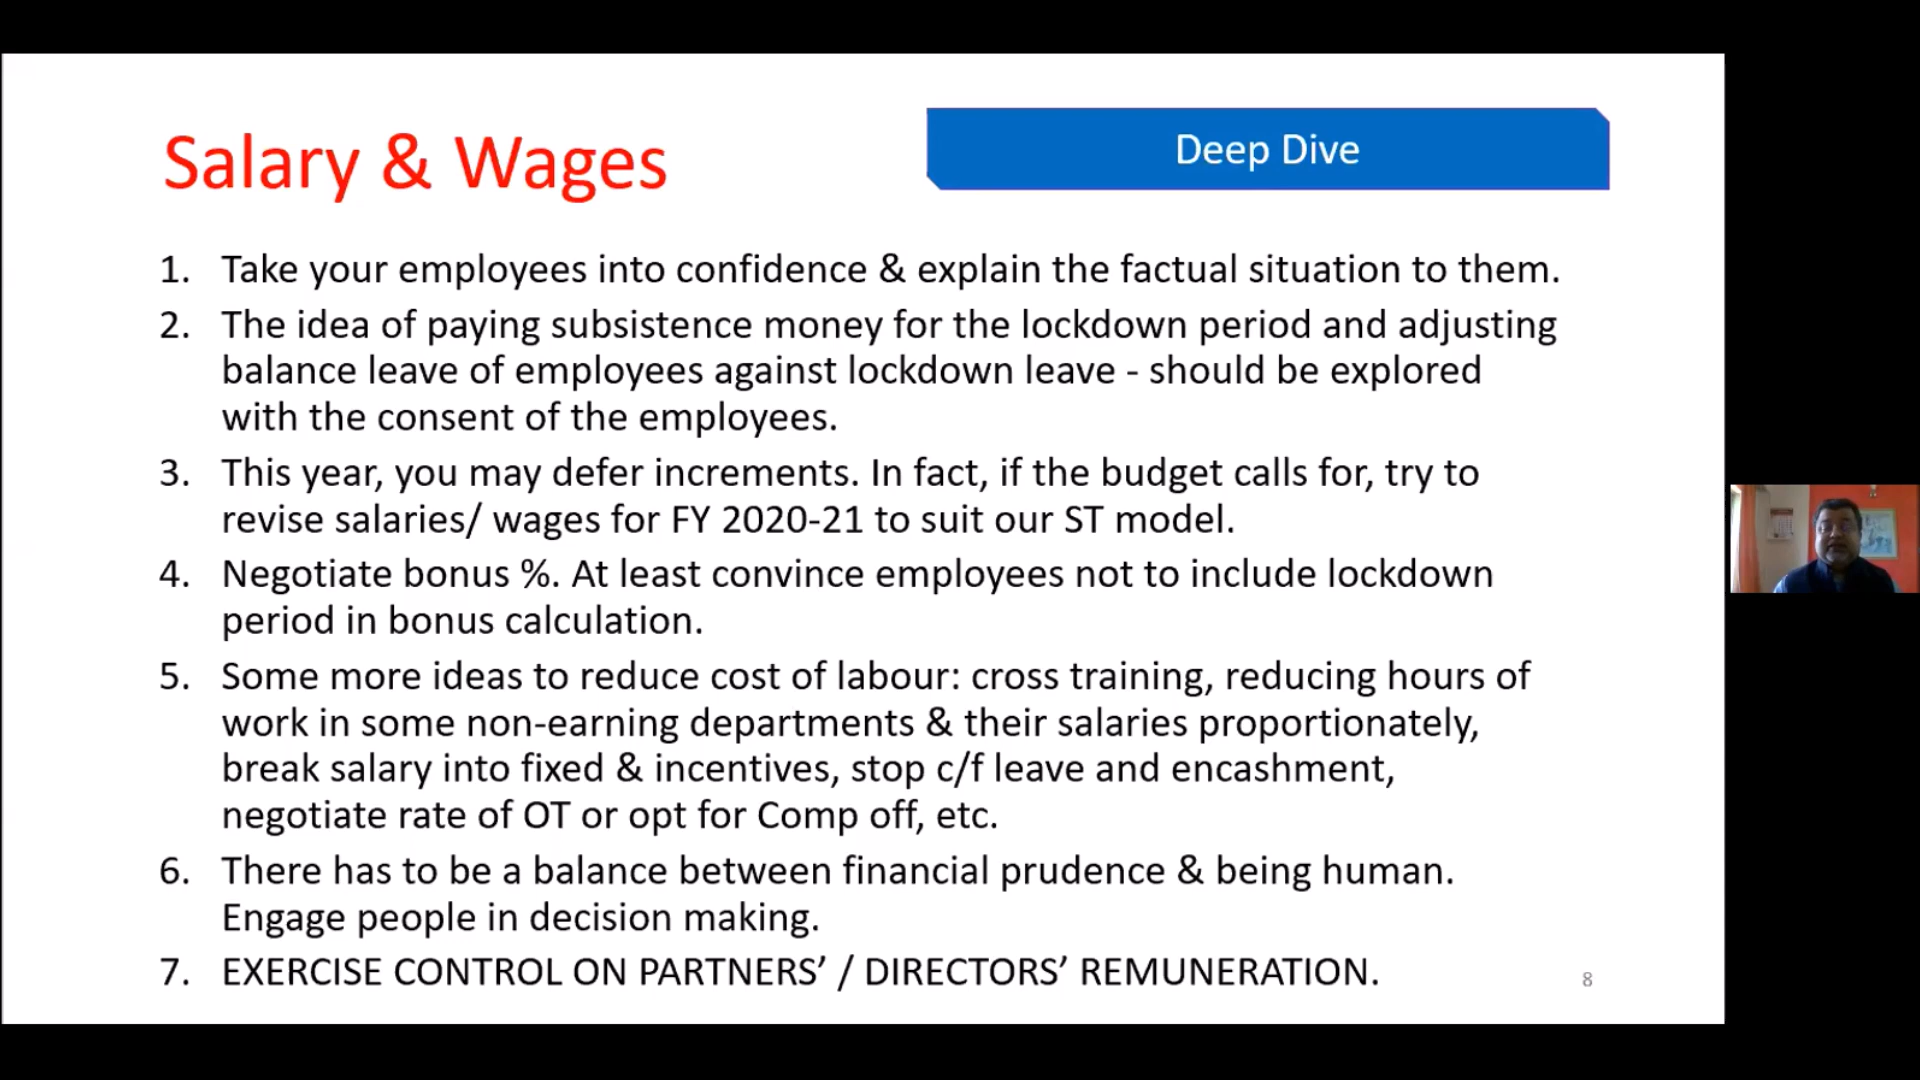 Salary & Wages
Deep Dive
1. Take your employees into confidence & explain the factual situation to them.
2. The idea of paying subsistence money for the lockdown period and adjusting
balance leave of employees against lockdown leave - should be explored
with the consent of the employees.
3. This year, you may defer increments. In fact, if the budget calls for, try to
revise salaries/ wages for FY 2020-21 to suit our ST model.
4. Negotiate bonus %. At least convince employees not to include lockdown
period in bonus calculation.
5. Some more ideas to reduce cost of labour: cross training, reducing hours of
work in some non-earning departments & their salaries proportionately,
break salary into fixed & incentives, stop c/f leave and encashment,
negotiate rate of OT or opt for Comp off, etc.
6. There has to be a balance between financial prudence & being human.
Engage people in decision making.
7. EXERCISE CONTROL ON PARTNERS’ / DIRECTORS’ REMUNERATION.
8